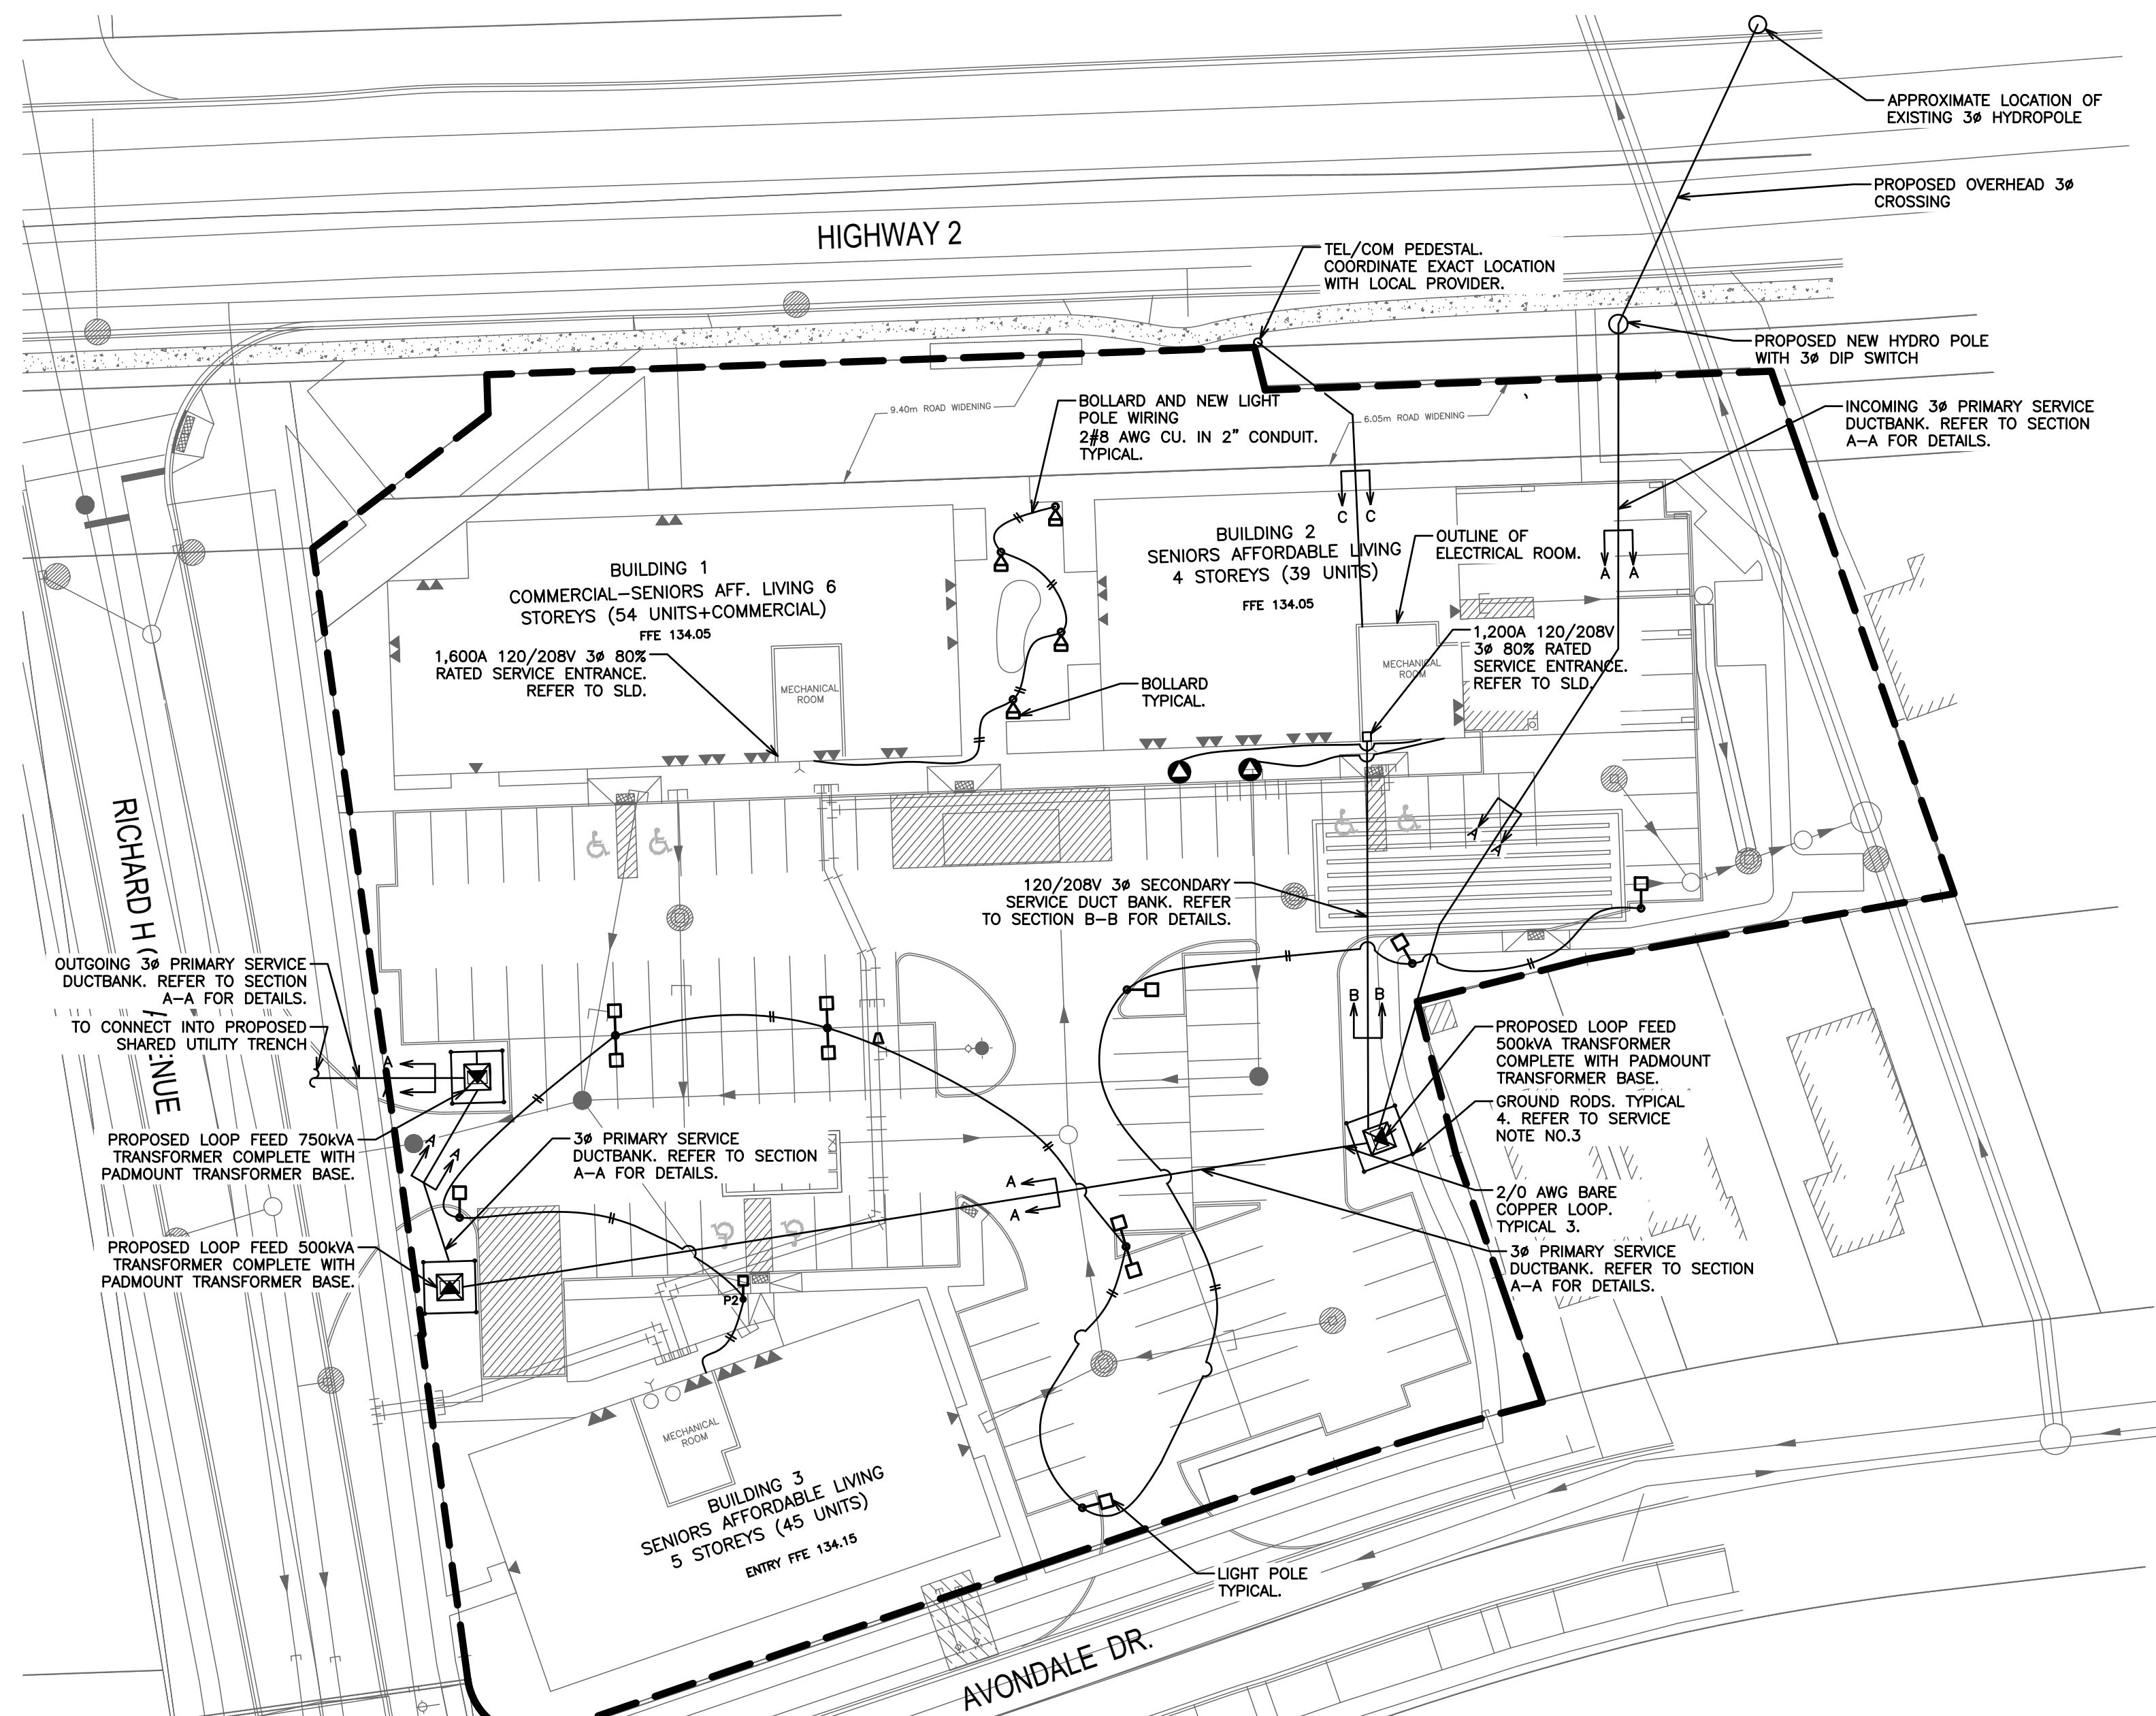 APPROXIMATE LOCATION OF
EXISTING 3ø HYDROPOLE
PROPOSED OVERHEAD 3ø
CROSSING
HIGHWAY 2
TEL/COM PEDESTAL.
COORDINATE EXACT LOCATION
WITH LOCAL PROVIDER.
PROPOSED NEW HYDRO POLE
WITH 3ø DIP SWITCH
9.40m ROAD WIDENING
BOLLARD AND NEW LIGHT
POLE WIRING
2#8 AWG CU. IN 2" CONDUIT.
TYPICAL.
6.05m ROAD WIDENING
INCOMING 3ø PRIMARY SERVICE
DUCTBANK. REFER TO SECTION
A-A FOR DETAILS.
C C
BUILDING 1
COMMERCIAL-SENIORS AFF. LIVING 6
STOREYS (54 UNITS+COMMERCIAL)
FFE 134.05
BUILDING 2
SENIORS AFFORDABLE LIVING
4 STOREYS (39 UNITS)
FFE 134.05
OUTLINE OF
ELECTRICAL ROOM.
A A
1,600A 120/208V 3ø 80%
RATED SERVICE ENTRANCE.
REFER TO SLD.
MECHANICAL
ROOM
BOLLARD
TYPICAL.
MECHANICAL
ROOM
1,200A 120/208V
3ø 80% RATED
SERVICE ENTRANCE.
REFER TO SLD.
A
A
RICHARD H
ENUE
120/208V 3ø SECONDARY
SERVICE DUCT BANK. REFER
TO SECTION B-B FOR DETAILS.
OUTGOING 3ø PRIMARY SERVICE
DUCTBANK. REFER TO SECTION
A-A FOR DETAILS.
TO CONNECT INTO PROPOSED
SHARED UTILITY TRENCH
A
A
B B
PROPOSED LOOP FEED
500kVA TRANSFORMER
COMPLETE WITH PADMOUNT
TRANSFORMER BASE.
GROUND RODS. TYPICAL
4. REFER TO SERVICE
NOTE NO.3
PROPOSED LOOP FEED 750kVA
TRANSFORMER COMPLETE WITH
PADMOUNT TRANSFORMER BASE.
A
A
3ø PRIMARY SERVICE
DUCTBANK. REFER TO SECTION
A-A FOR DETAILS.
A
A
2/0 AWG BARE
COPPER LOOP.
TYPICAL 3.
PROPOSED LOOP FEED 500kVA
TRANSFORMER COMPLETE WITH
PADMOUNT TRANSFORMER BASE.
3ø PRIMARY SERVICE
DUCTBANK. REFER TO SECTION
A-A FOR DETAILS.
P2
MECHANICAL
ROOM
BUILDING 3
SENIORS AFFORDABLE LIVING
5 STOREYS (45 UNITS)
ENTRY FFE 134.15
LIGHT POLE
TYPICAL.
AVONDALE DR.